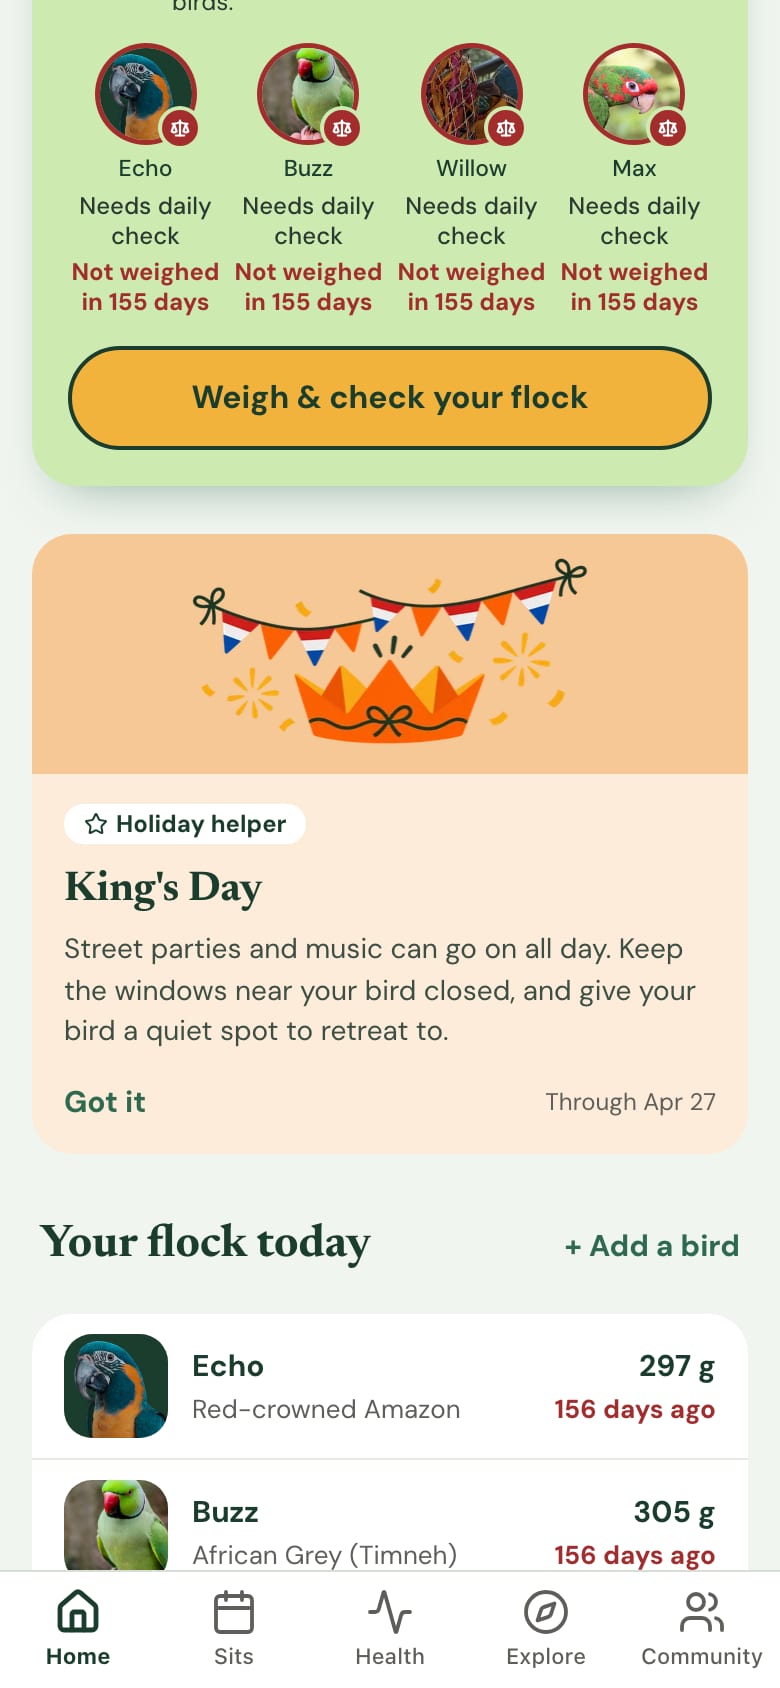 birds.
Echo
Needs daily
check
Not weighed
in 155 days
Buzz
Needs daily
check
Not weighed
in 155 days
Willow
Needs daily
check
Not weighed
in 155 days
Max
Needs daily
check
Not weighed
in 155 days
Weigh & check your flock
Holiday helper
King's Day
Street parties and music can go on all day. Keep
the windows near your bird closed, and give your
bird a quiet spot to retreat to.
Got it
Through Apr 27
Your flock today
+ Add a bird
Echo
297 g
Red-crowned Amazon
156 days ago
Buzz
305 g
African Grey (Timneh)
156 days ago
Home
Sits
Health
Explore
Community